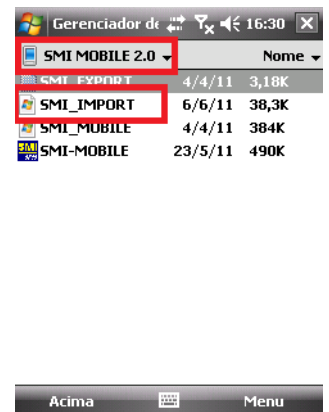 Gerenciador de 16:30
SMI MOBILE 2.0 Nome
SMI_EXPORT 4/4/11 3,18K
SMI_IMPORT 6/6/11 38,3K
SMI_MOBILE 4/4/11 384K
SMI-MOBILE 23/5/11 490K
Acima Menu